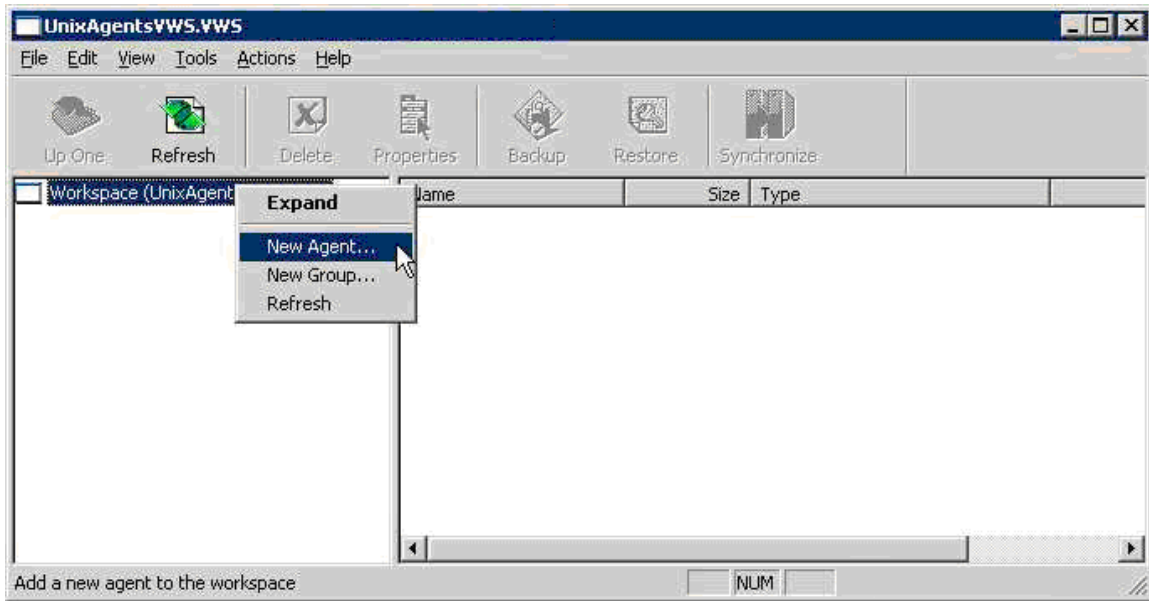 UnixAgentsVWS.VWS
File Edit View Tools Actions Help
Up One Refresh Delete Properties Backup Restore Synchronize
Workspace (UnixAgent
Name Size Type
Expand
New Agent...
New Group...
Refresh
Add a new agent to the workspace
NUM